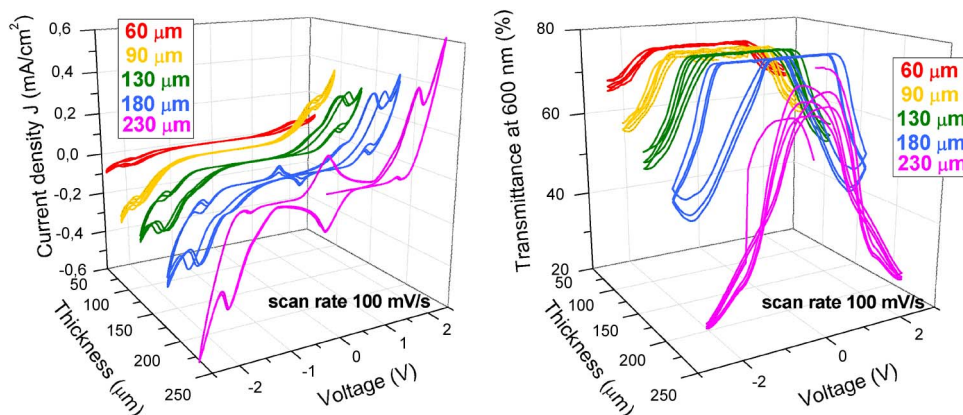 Current density J (mA/cm²)
0,6
0,4
0,2
0,0
-0,2
-0,4
-0,6
60 μm
90 μm
130 μm
180 μm
230 μm
50
100
150
200
250
Thickness (μm)
-2
-1
0
1
2
Voltage (V)
scan rate 100 mV/s
Transmittance at 600 nm (%)
80
60
40
20
60 μm
90 μm
130 μm
180 μm
230 μm
50
100
150
200
250
Thickness (μm)
-2
0
2
Voltage (V)
scan rate 100 mV/s